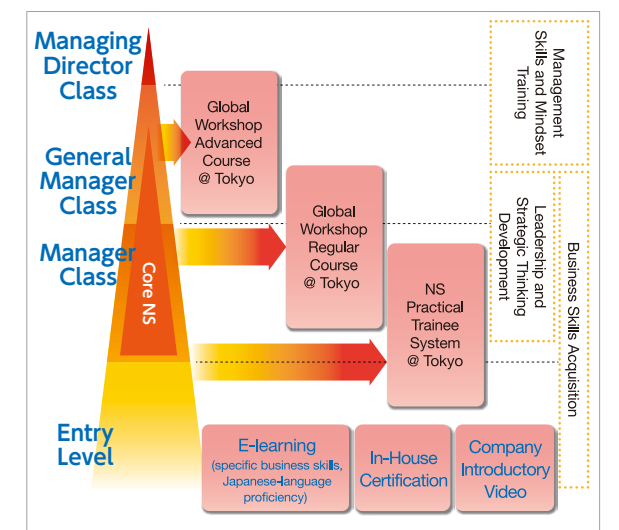 Managing
Director
Class
General
Manager
Class
Manager
Class
Entry
Level
Core NS
Global
Workshop
Advanced
Course
@ Tokyo
Global
Workshop
Regular
Course
@ Tokyo
NS
Practical
Trainee
System
@ Tokyo
E-learning
(specific business skills,
Japanese-language
proficiency)
In-House
Certification
Company
Introductory
Video
Management
Skills and Mindset
Training
Leadership and
Strategic Thinking
Development
Business Skills Acquisition